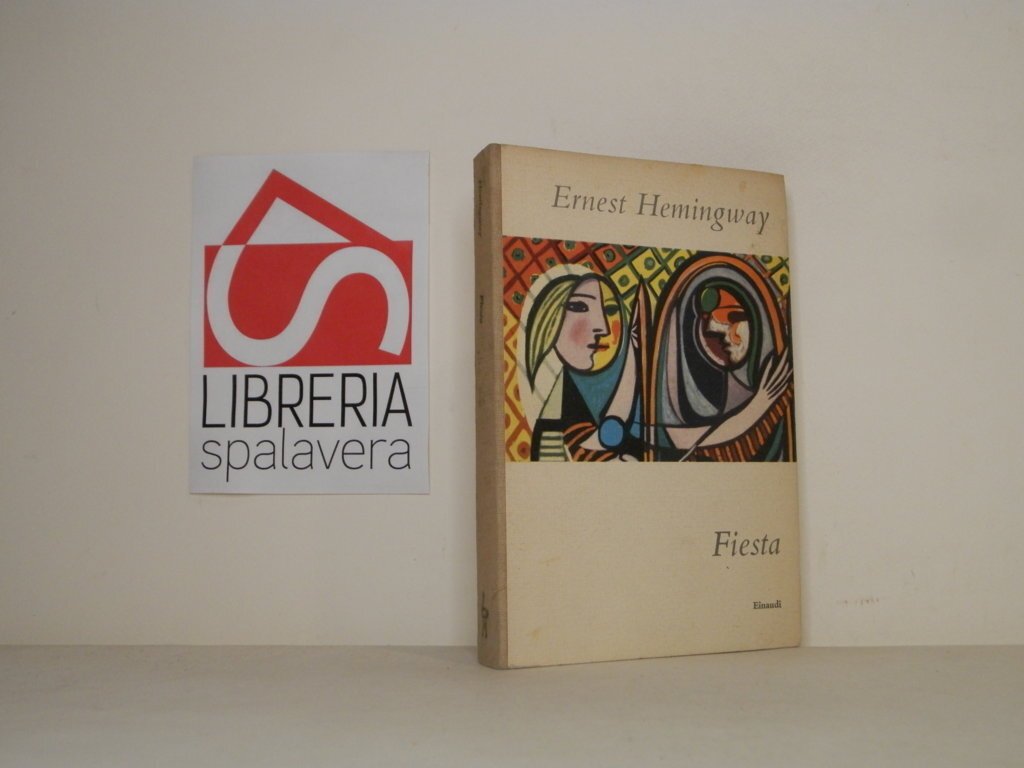 LIBRERIA
spalavera
Ernest Hemingway
Fiesta
Einaudi